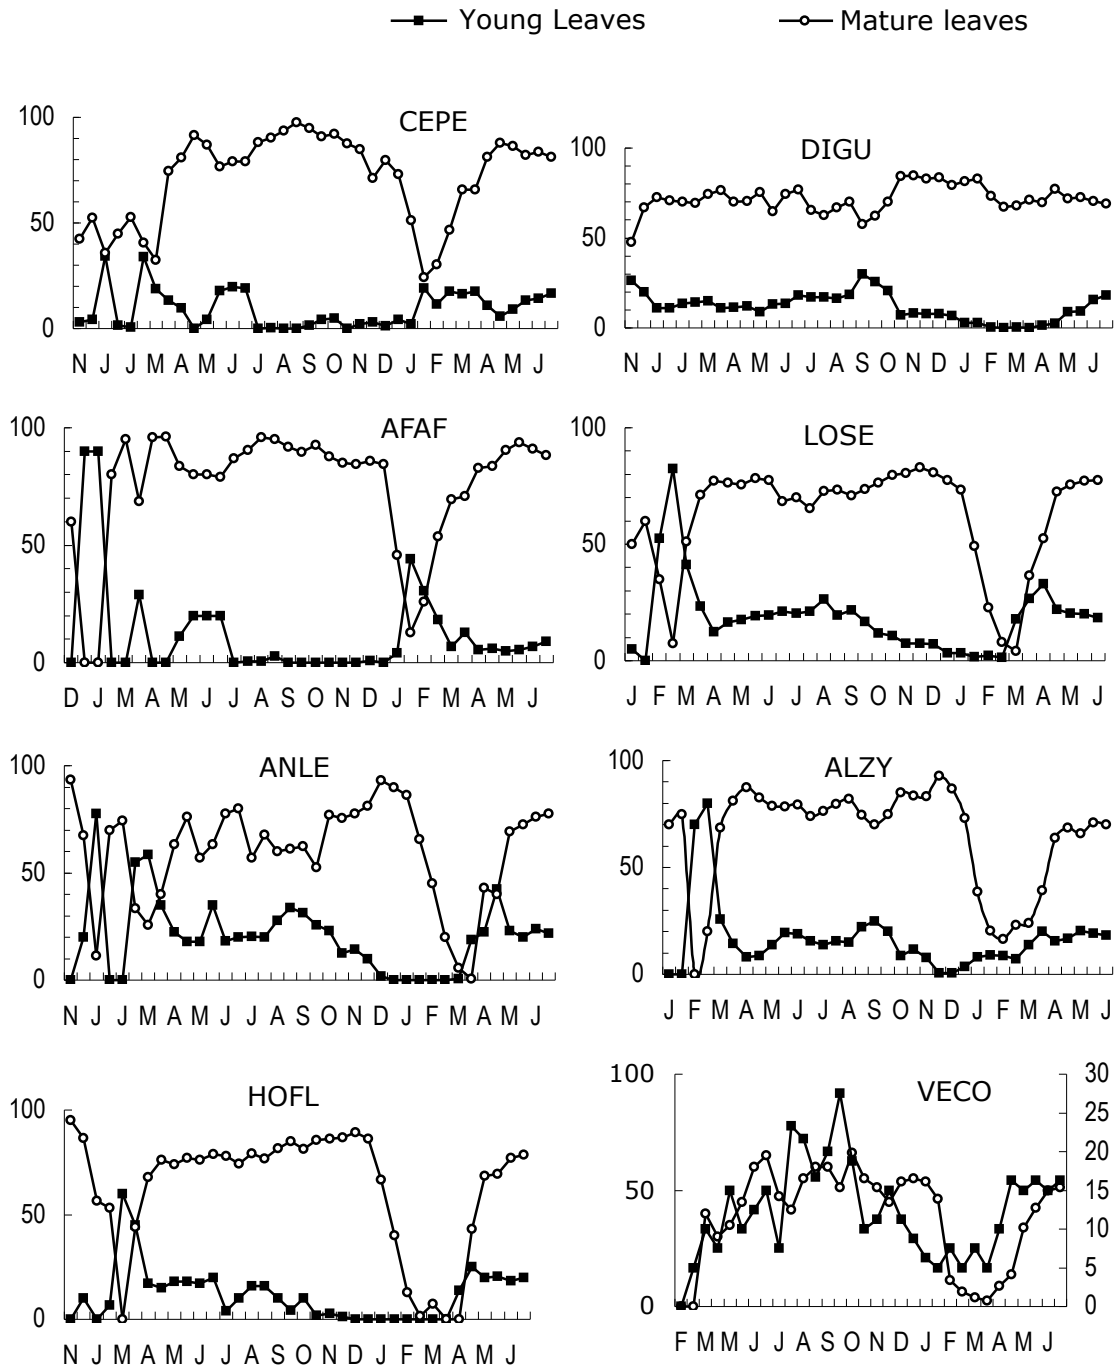 Young Leaves Mature leaves
CEPE
100
50
0
N J J M A M J J A S O N D J F M A M J
DIGU
100
50
0
N J J M A M J J A S O N D J F M A M J
AFAF
100
50
0
D J M A M J J A S O N D J F M A M J
LOSE
100
50
0
J F M A M J J A S O N D J F M A M J
ANLE
100
50
0
N J J M A M J J A S O N D J F M A M J
ALZY
100
50
0
J F M A M J J A S O N D J F M A M J
HOFL
100
50
0
N J J M A M J J A S O N D J F M A M J
VECO
100
50
0
30
25
20
15
10
5
0
F M M J J A S O N D J F M A M J